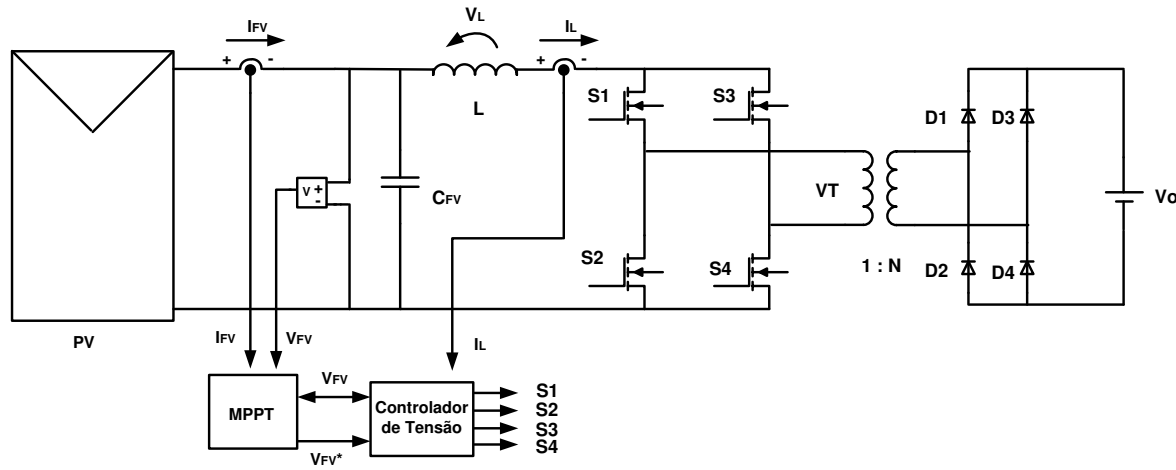 IFV
VL
IL
+ -
+ -
L
S1
S3
D1
D3
V + -
CFV
VT
Vo
S2
S4
1 : N
D2
D4
PV
IFV
VFV
IL
MPPT
VFV
VFV*
Controlador
de Tensão
S1
S2
S3
S4